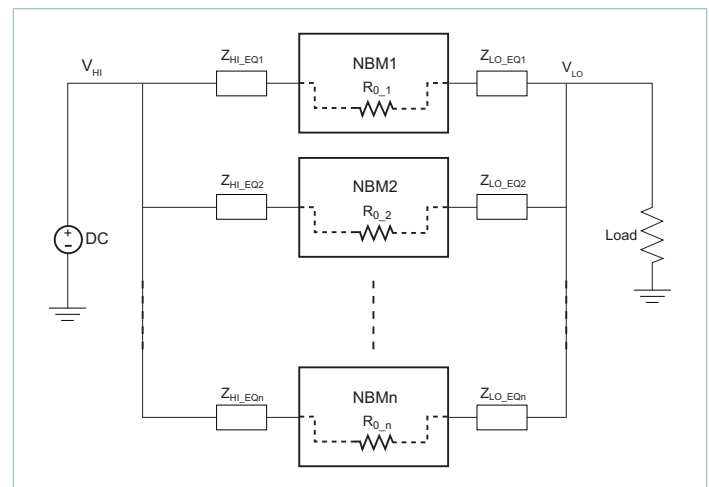 V_HI
Z_HI_EQ1
NBM1
R_0_1
Z_LO_EQ1
V_LO
Z_HI_EQ2
NBM2
R_0_2
Z_LO_EQ2
+
-
DC
Load
Z_HI_EQn
NBMn
R_0_n
Z_LO_EQn